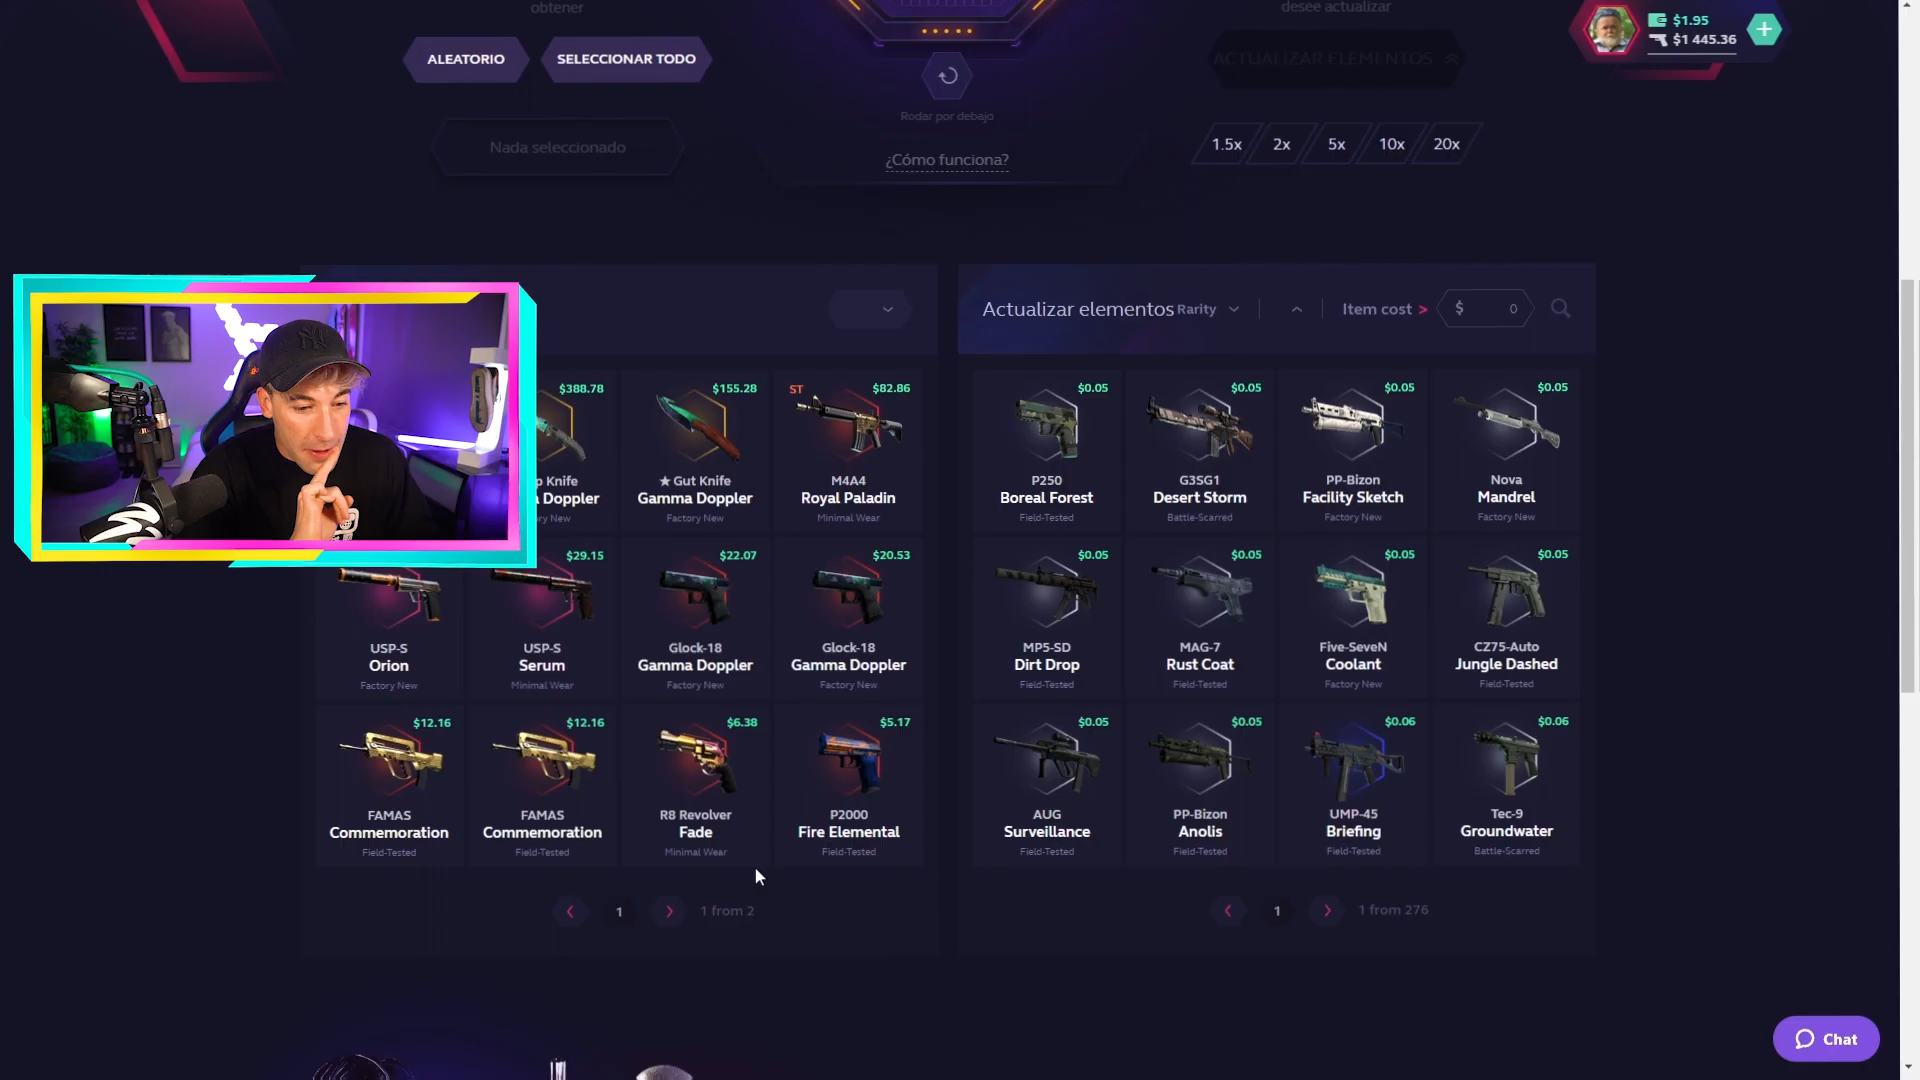 obtener
desee actualizar
$1.95
$1 445.36
ALEATORIO
SELECCIONAR TODO
ACTUALIZAR ELEMENTOS
Rodar por debajo
Nada seleccionado
¿Cómo funciona?
1.5x
2x
5x
10x
20x
Actualizar elementos
Rarity
Item cost >
$ 0
$388.78
Knife
Doppler
$155.28
★ Gut Knife
Gamma Doppler
Factory New
ST
$82.86
M4A4
Royal Paladin
Minimal Wear
USP-S
Orion
Factory New
$29.15
USP-S
Serum
Minimal Wear
$22.07
Glock-18
Gamma Doppler
Factory New
$20.53
Glock-18
Gamma Doppler
Factory New
$12.16
FAMAS
Commemoration
Field-Tested
$12.16
FAMAS
Commemoration
Field-Tested
$6.38
R8 Revolver
Fade
Minimal Wear
$5.17
P2000
Fire Elemental
Field-Tested
1
1 from 2
$0.05
P250
Boreal Forest
Field-Tested
$0.05
G3SG1
Desert Storm
Battle-Scarred
$0.05
PP-Bizon
Facility Sketch
Factory New
$0.05
Nova
Mandrel
Factory New
$0.05
MP5-SD
Dirt Drop
Field-Tested
$0.05
MAG-7
Rust Coat
Field-Tested
$0.05
Five-SeveN
Coolant
Factory New
$0.05
CZ75-Auto
Jungle Dashed
Field-Tested
$0.05
AUG
Surveillance
Field-Tested
$0.05
PP-Bizon
Anolis
Field-Tested
$0.06
UMP-45
Briefing
Field-Tested
$0.06
Tec-9
Groundwater
Battle-Scarred
1
1 from 276
Chat